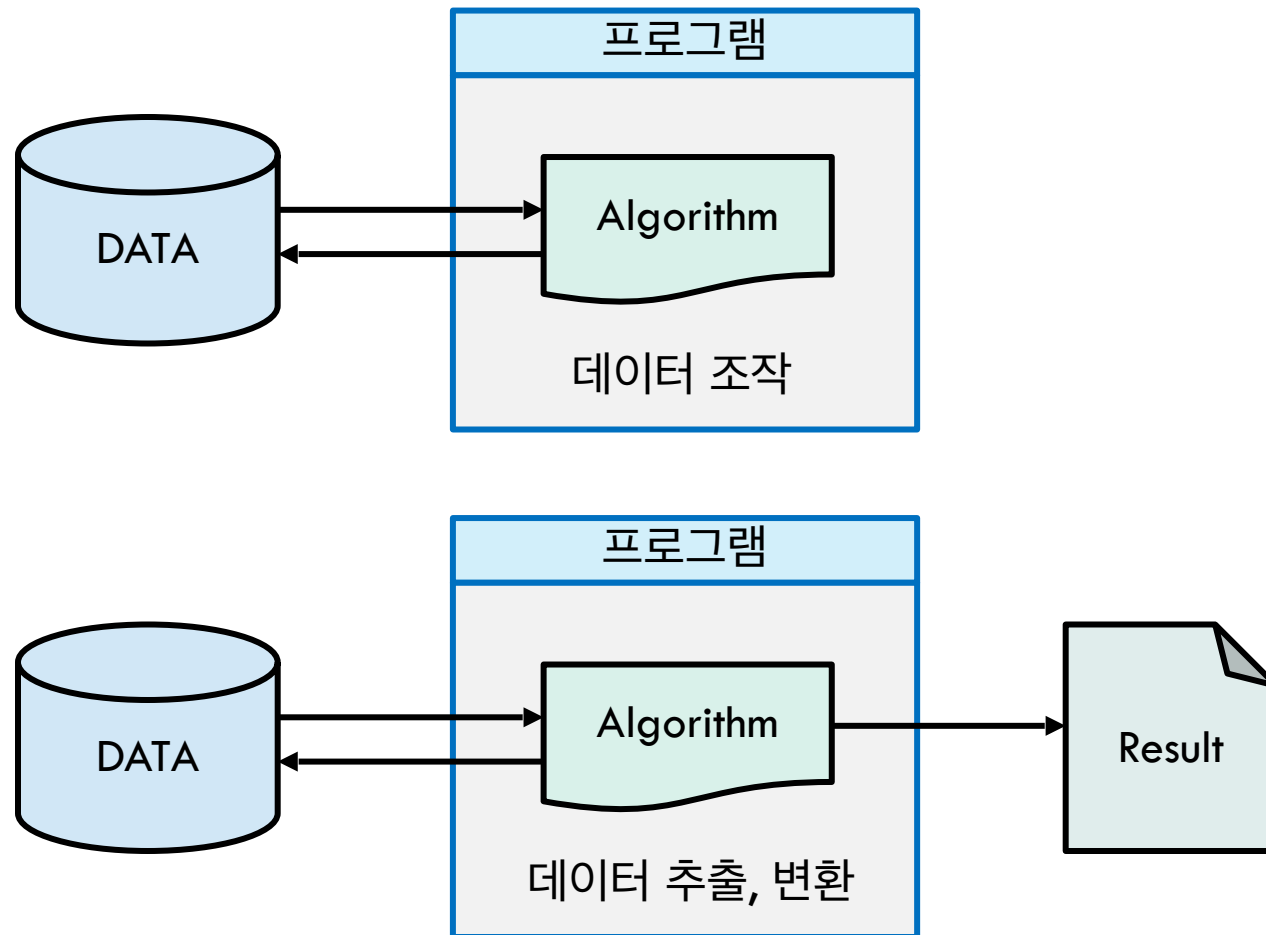 프로그램
DATA
Algorithm
데이터 조작
프로그램
DATA
Algorithm
Result
데이터 추출, 변환